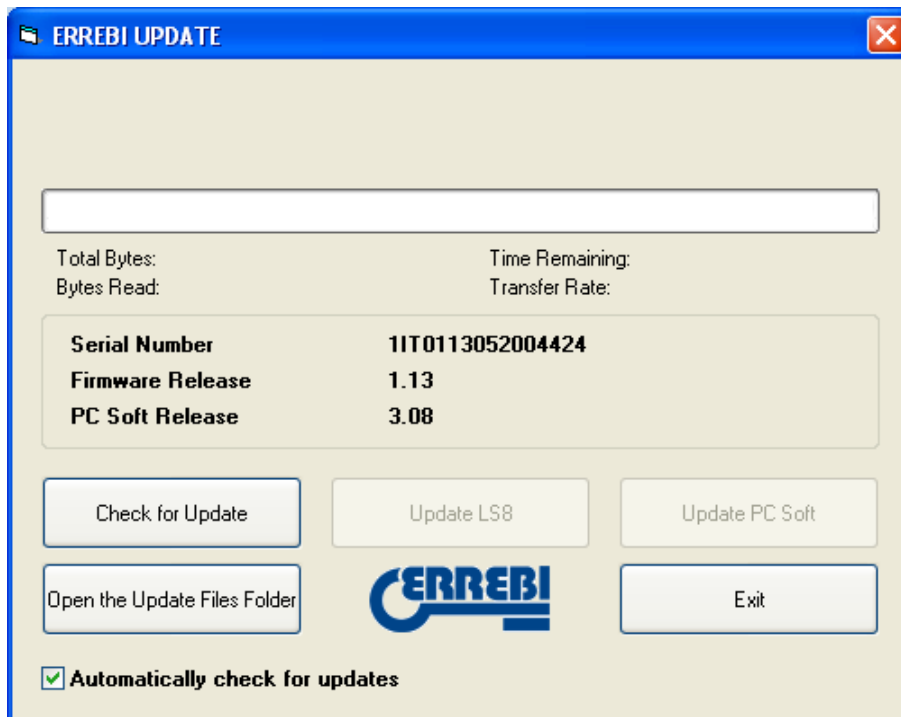 ERREBI UPDATE
Total Bytes: Time Remaining:
Bytes Read: Transfer Rate:
Serial Number 1IT0113052004424
Firmware Release 1.13
PC Soft Release 3.08
Check for Update Update LS8 Update PC Soft
Open the Update Files Folder ERREBI Exit
Automatically check for updates